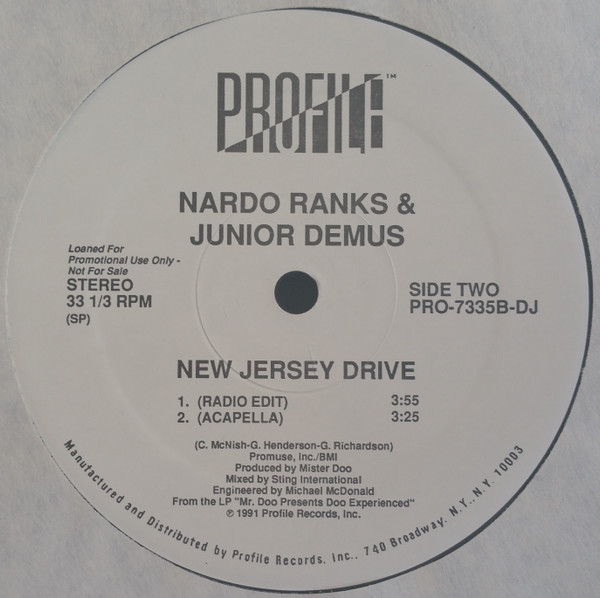 PROFILE™
NARDO RANKS &
JUNIOR DEMUS
Loaned For
Promotional Use Only -
Not For Sale
STEREO
33 1/3 RPM
(SP)
SIDE TWO
PRO-7335B-DJ
NEW JERSEY DRIVE
1. (RADIO EDIT) 3:55
2. (ACAPELLA) 3:25
(C. McNish-G. Henderson-G. Richardson)
Promuse, Inc./BMI
Produced by Mister Doo
Mixed by Sting International
Engineered by Michael McDonald
From the LP "Mr. Doo Presents Doo Experienced"
℗ 1991 Profile Records, Inc.
Manufactured and Distributed by Profile Records, Inc., 740 Broadway, N.Y., N.Y. 10003